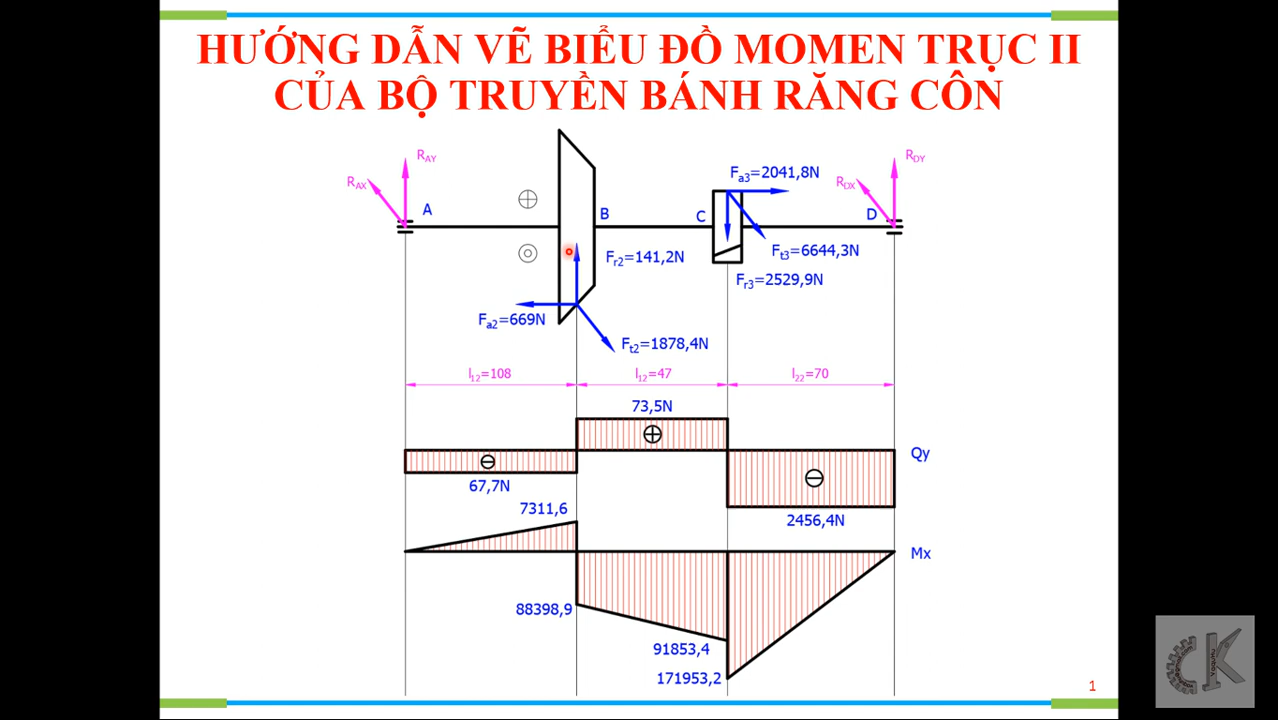 HƯỚNG DẪN VẼ BIỂU ĐỒ MOMEN TRỤC II
CỦA BỘ TRUYỀN BÁNH RĂNG CÔN
RAY
RAX
A
B
C
D
Fa3=2041,8N
RDY
RDX
Ft3=6644,3N
Fr2=141,2N
Fr3=2529,9N
Fa2=669N
Ft2=1878,4N
l12=108
l12=47
l22=70
73,5N
Qy
67,7N
2456,4N
7311,6
Mx
88398,9
91853,4
171953,2
1
CK